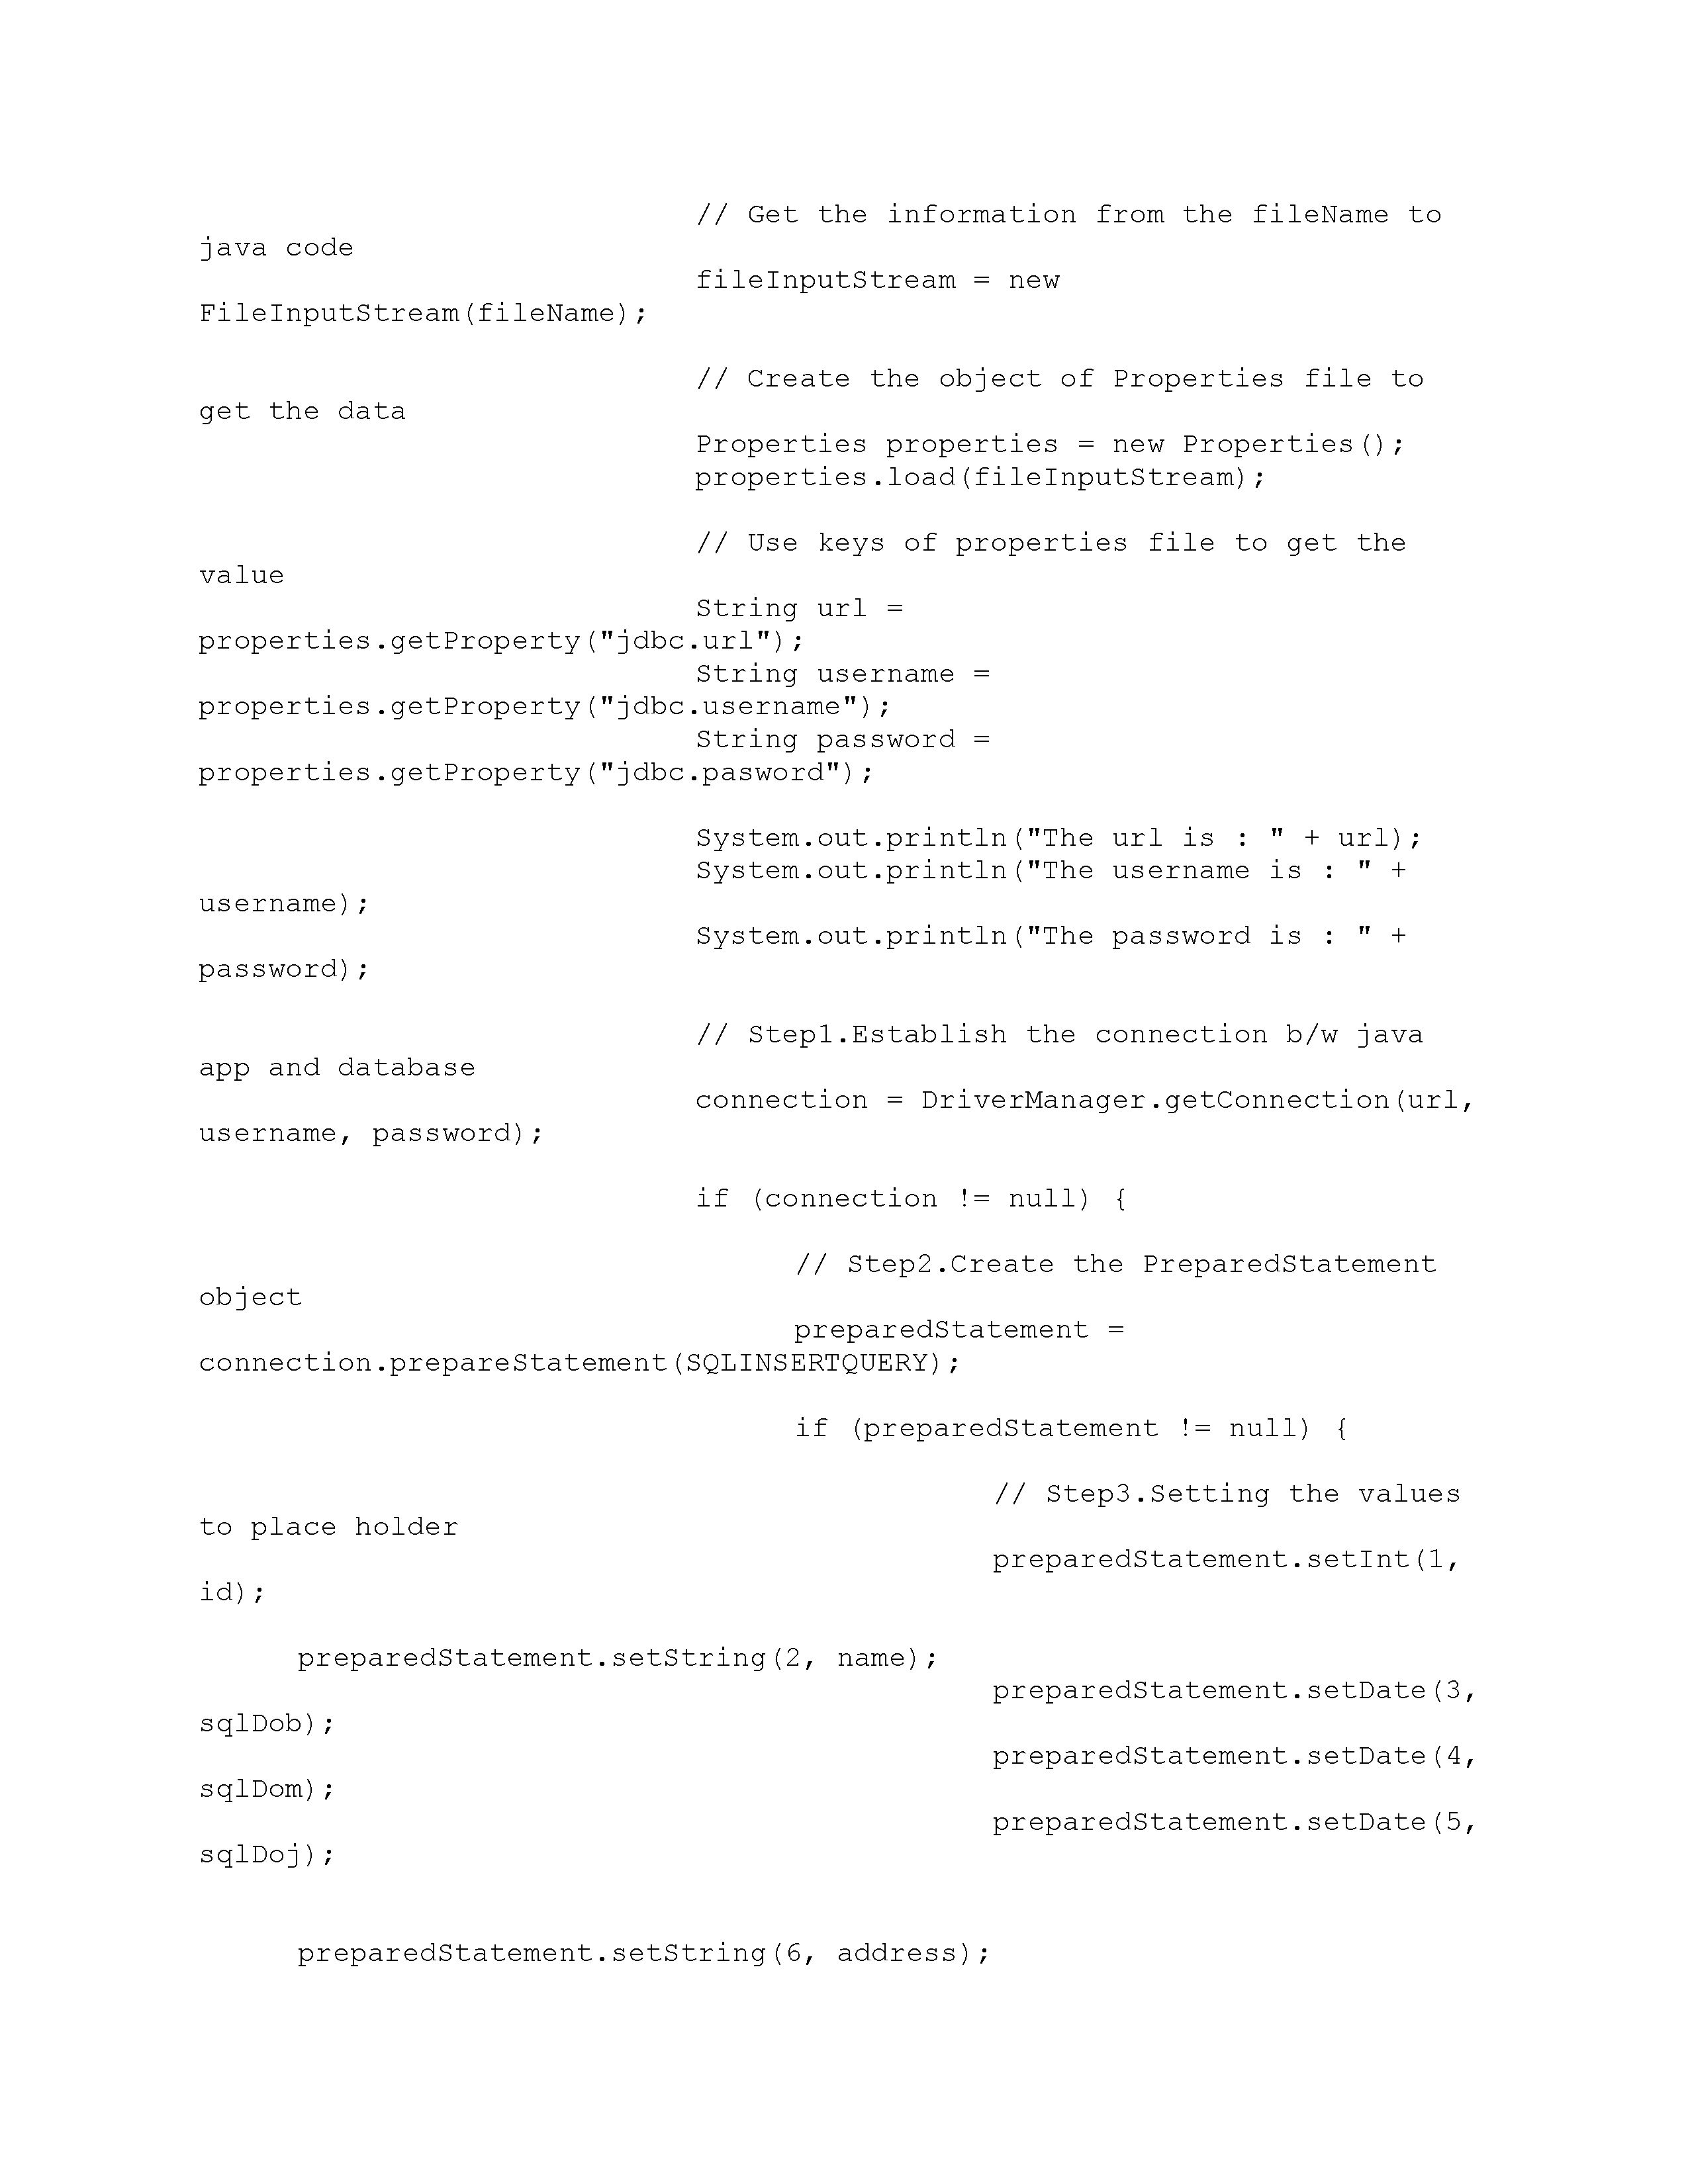 // Get the information from the fileName to
java code
fileInputStream = new
FileInputStream(fileName);
// Create the object of Properties file to
get the data
Properties properties = new Properties();
properties.load(fileInputStream);
// Use keys of properties file to get the
value
String url =
properties.getProperty("jdbc.url");
String username =
properties.getProperty("jdbc.username");
String password =
properties.getProperty("jdbc.pasword");
System.out.println("The url is : " + url);
System.out.println("The username is : " +
username);
System.out.println("The password is : " +
password);
// Step1.Establish the connection b/w java
app and database
connection = DriverManager.getConnection(url,
username, password);
if (connection != null) {
// Step2.Create the PreparedStatement
object
preparedStatement =
connection.prepareStatement(SQLINSERTQUERY);
if (preparedStatement != null) {
// Step3.Setting the values
to place holder
preparedStatement.setInt(1,
id);
preparedStatement.setString(2, name);
preparedStatement.setDate(3,
sqlDob);
preparedStatement.setDate(4,
sqlDom);
preparedStatement.setDate(5,
sqlDoj);
preparedStatement.setString(6, address);